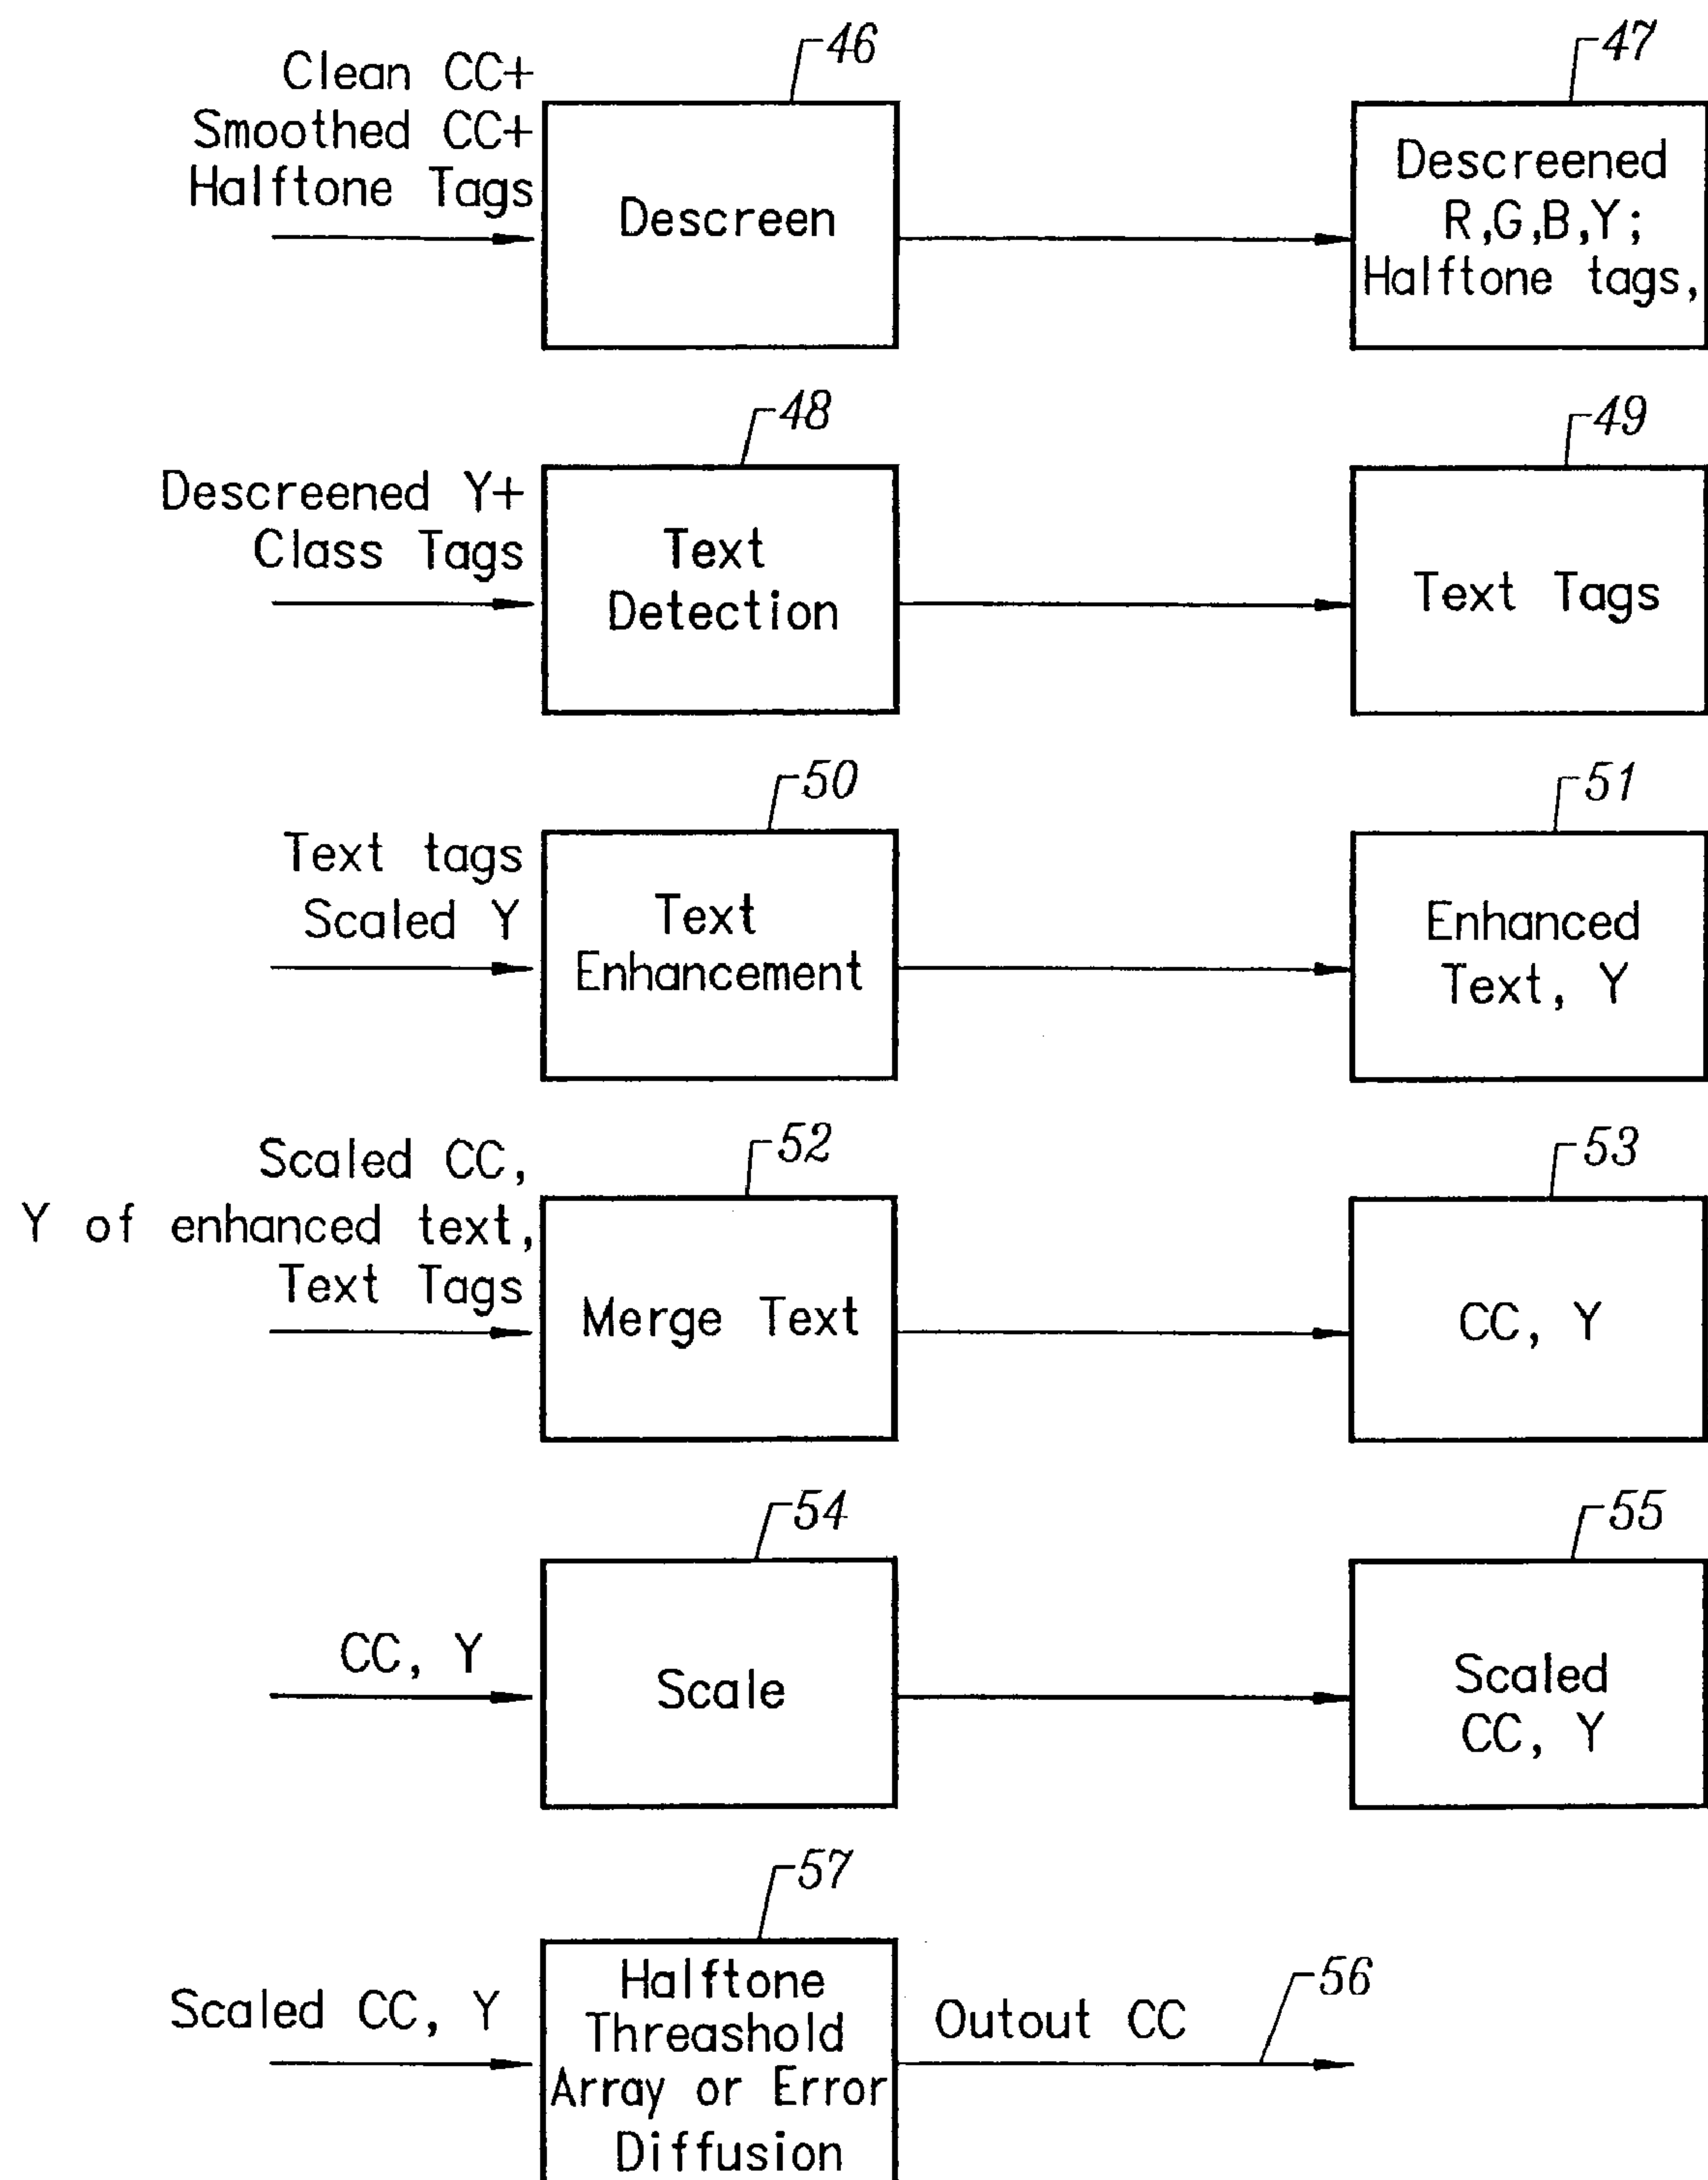 46
47
Clean CC+
Smoothed CC+
Halftone Tags
Descreen
Descreened
R,G,B,Y;
Halftone tags,
48
49
Descreened Y+
Class Tags
Text
Detection
Text Tags
50
51
Text tags
Scaled Y
Text
Enhancement
Enhanced
Text, Y
52
53
Scaled CC,
Y of enhanced text,
Text Tags
Merge Text
CC, Y
54
55
CC, Y
Scale
Scaled
CC, Y
57
56
Scaled CC, Y
Halftone
Threashold
Array or Error
Diffusion
Outout CC